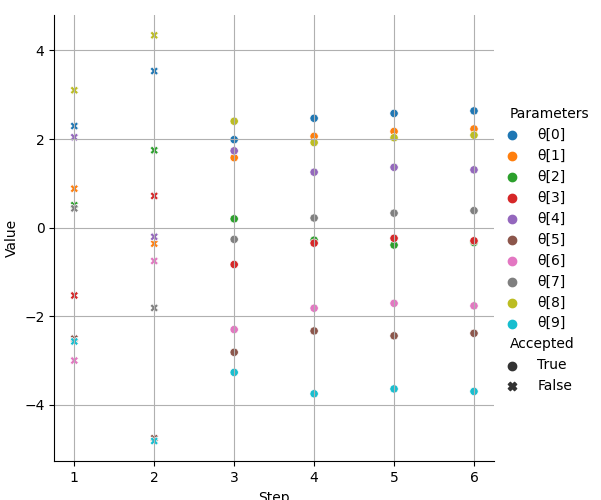 4
2
0
−2
−4
Value
1 2 3 4 5 6
Step
Parameters
θ[0]
θ[1]
θ[2]
θ[3]
θ[4]
θ[5]
θ[6]
θ[7]
θ[8]
θ[9]
Accepted
True
False